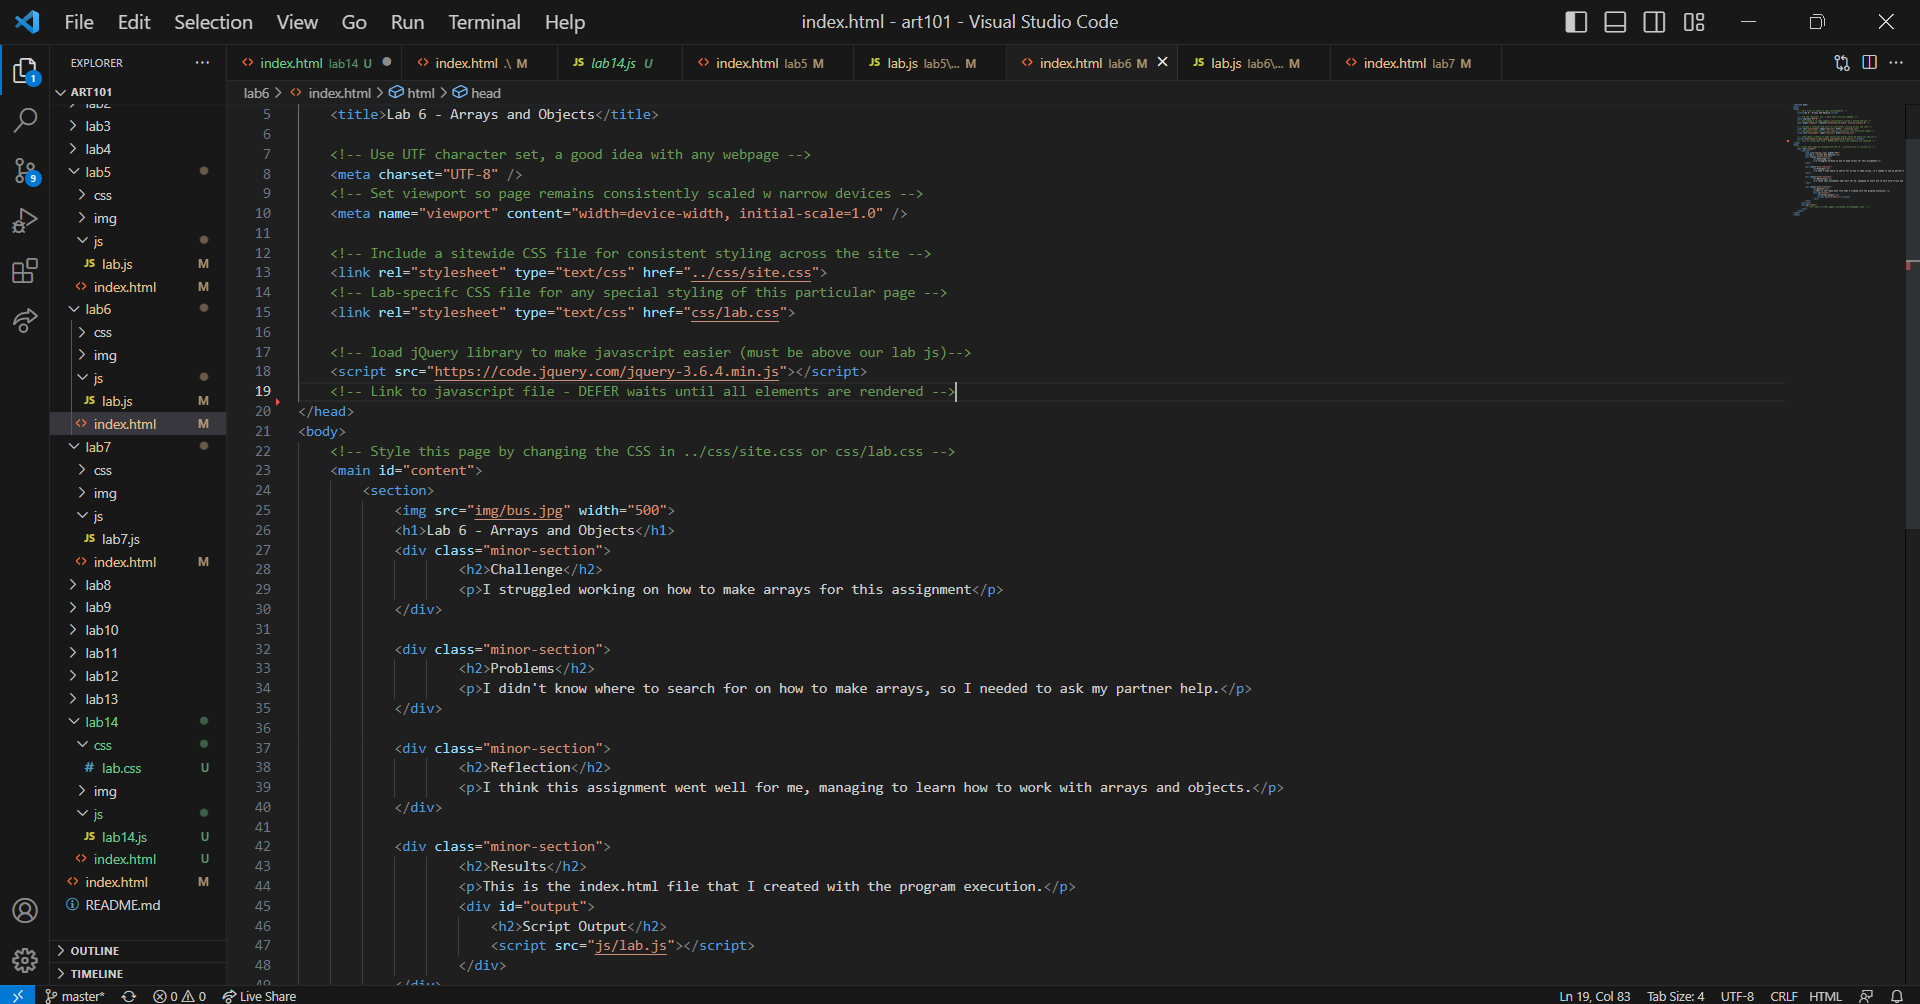 File Edit Selection View Go Run Terminal Help
index.html - art101 - Visual Studio Code
EXPLORER
index.html lab14 U
index.html .\ M
JS lab14.js U
index.html lab5 M
JS lab.js lab5\... M
index.html lab6 M
JS lab.js lab6\... M
index.html lab7 M
lab6 > index.html > html > head
1
9
ART101
lab2
lab3
lab4
lab5
css
img
js
JS lab.js M
index.html M
lab6
css
img
js
JS lab.js M
index.html M
lab7
css
img
js
JS lab7.js
index.html M
lab8
lab9
lab10
lab11
lab12
lab13
lab14
css
# lab.css U
img
js
JS lab14.js U
index.html U
index.html M
README.md
OUTLINE
TIMELINE
5 <title>Lab 6 - Arrays and Objects</title>
6
7 <!-- Use UTF character set, a good idea with any webpage -->
8 <meta charset="UTF-8" />
9 <!-- Set viewport so page remains consistently scaled w narrow devices -->
10 <meta name="viewport" content="width=device-width, initial-scale=1.0" />
11
12 <!-- Include a sitewide CSS file for consistent styling across the site -->
13 <link rel="stylesheet" type="text/css" href="../css/site.css">
14 <!-- Lab-specifc CSS file for any special styling of this particular page -->
15 <link rel="stylesheet" type="text/css" href="css/lab.css">
16
17 <!-- load jQuery library to make javascript easier (must be above our lab js)-->
18 <script src="https://code.jquery.com/jquery-3.6.4.min.js"></script>
19 <!-- Link to javascript file - DEFER waits until all elements are rendered -->
20 </head>
21 <body>
22 <!-- Style this page by changing the CSS in ../css/site.css or css/lab.css -->
23 <main id="content">
24 <section>
25 <img src="img/bus.jpg" width="500">
26 <h1>Lab 6 - Arrays and Objects</h1>
27 <div class="minor-section">
28 <h2>Challenge</h2>
29 <p>I struggled working on how to make arrays for this assignment</p>
30 </div>
31
32 <div class="minor-section">
33 <h2>Problems</h2>
34 <p>I didn't know where to search for on how to make arrays, so I needed to ask my partner help.</p>
35 </div>
36
37 <div class="minor-section">
38 <h2>Reflection</h2>
39 <p>I think this assignment went well for me, managing to learn how to work with arrays and objects.</p>
40 </div>
41
42 <div class="minor-section">
43 <h2>Results</h2>
44 <p>This is the index.html file that I created with the program execution.</p>
45 <div id="output">
46 <h2>Script Output</h2>
47 <script src="js/lab.js"></script>
48 </div>
49 </div>
master* 0 0 Live Share
Ln 19, Col 83 Tab Size: 4 UTF-8 CRLF HTML